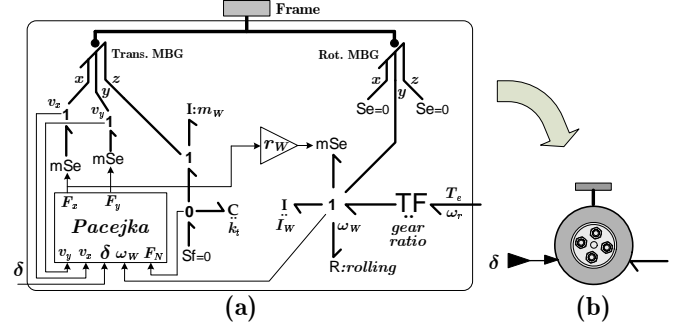 Frame
Trans. MBG
Rot. MBG
x y z
x y z
v_x
v_y
I:m_W
Se=0
Se=0
1
1
1
r_W
mSe
mSe
mSe
F_x F_y
Pacejka
v_y v_x δ ω_W F_N
0
C
:
k_t
Sf=0
I
:
I_W
1
ω_W
TF
:
gear
ratio
T_e
ω_r
R:rolling
δ
δ
(a)
(b)